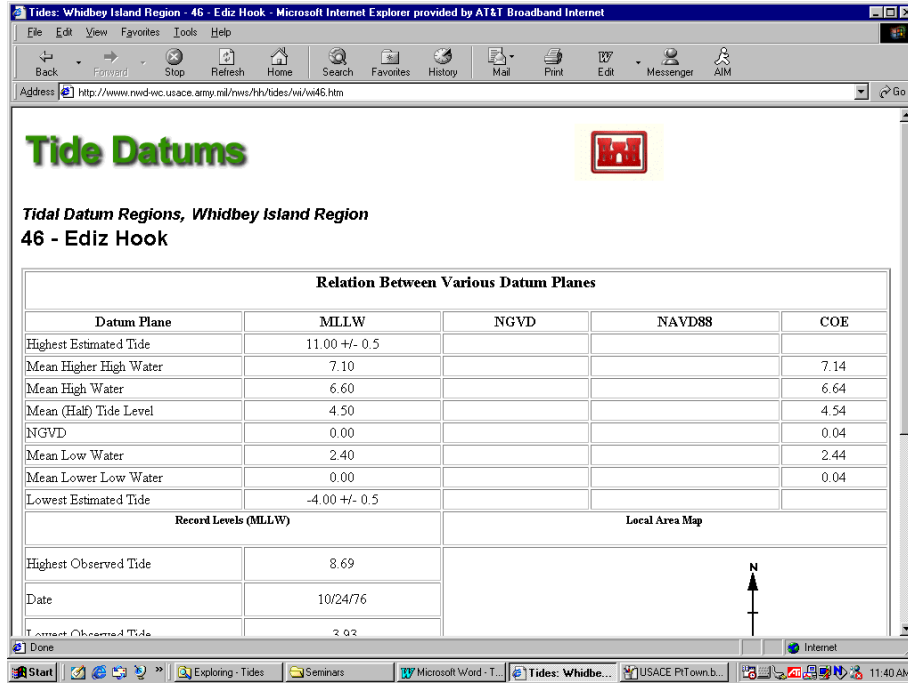 Tides: Whidbey Island Region - 46 - Ediz Hook - Microsoft Internet Explorer provided by AT&T Broadband Internet
File Edit View Favorites Tools Help
Back Forward Stop Refresh Home Search Favorites History Mail Print Edit Messenger AIM
Address http://www.nwd-wc.usace.army.mil/nws/hh/tides/wi/wi46.htm Go
Tide Datums
Tidal Datum Regions, Whidbey Island Region
46 - Ediz Hook
Relation Between Various Datum Planes
Datum Plane MLLW NGVD NAVD88 COE
Highest Estimated Tide 11.00 +/- 0.5
Mean Higher High Water 7.10 7.14
Mean High Water 6.60 6.64
Mean (Half) Tide Level 4.50 4.54
NGVD 0.00 0.04
Mean Low Water 2.40 2.44
Mean Lower Low Water 0.00 0.04
Lowest Estimated Tide -4.00 +/- 0.5
Record Levels (MLLW) Local Area Map
Highest Observed Tide 8.69
N
Date 10/24/76
Lowest Observed Tide 3.93
Done Internet
Start » Exploring - Tides Seminars Microsoft Word - T... Tides: Whidbe... USACE PtTown.b... 11:40 AM